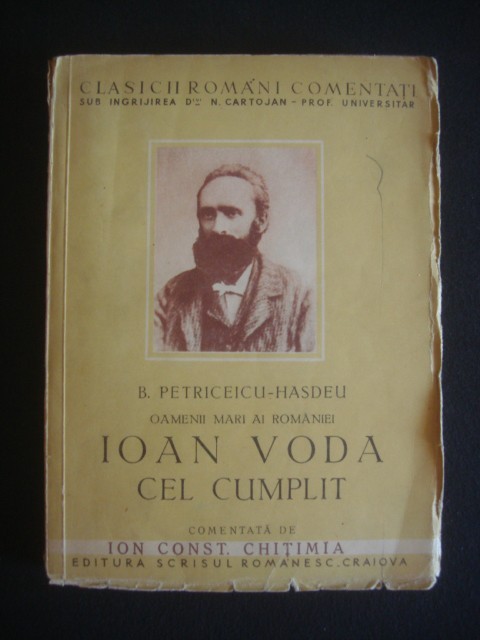 CLASICII ROMÂNI COMENTAȚI
SUB INGRIJIREA D'LUI N. CARTOJAN - PROF. UNIVERSITAR
B. PETRICEICU-HASDEU
OAMENII MARI AI ROMÂNIEI
IOAN VODA
CEL CUMPLIT
COMENTATĂ DE
ION CONST. CHIȚIMIA
EDITURA SCRISUL ROMÂNESC, CRAIOVA